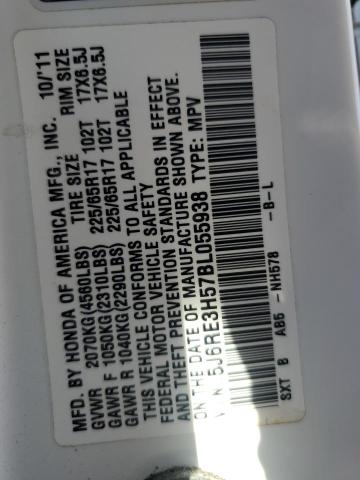 MFD. BY HONDA OF AMERICA MFG., INC. 10/'11
TIRE SIZE RIM SIZE
GVWR 2070KG(4560LBS)
GAWR F 1050KG(2310LBS) 225/65R17 102T 17X6.5J
GAWR R 1040KG(2290LBS) 225/65R17 102T 17X6.5J
THIS VEHICLE CONFORMS TO ALL APPLICABLE
FEDERAL MOTOR VEHICLE SAFETY
AND THEFT PREVENTION STANDARDS IN EFFECT
ON THE DATE OF MANUFACTURE SHOWN ABOVE.
5J6RE3H57BL055938 TYPE: MPV
SXT B AB6 -NH578 -B-L